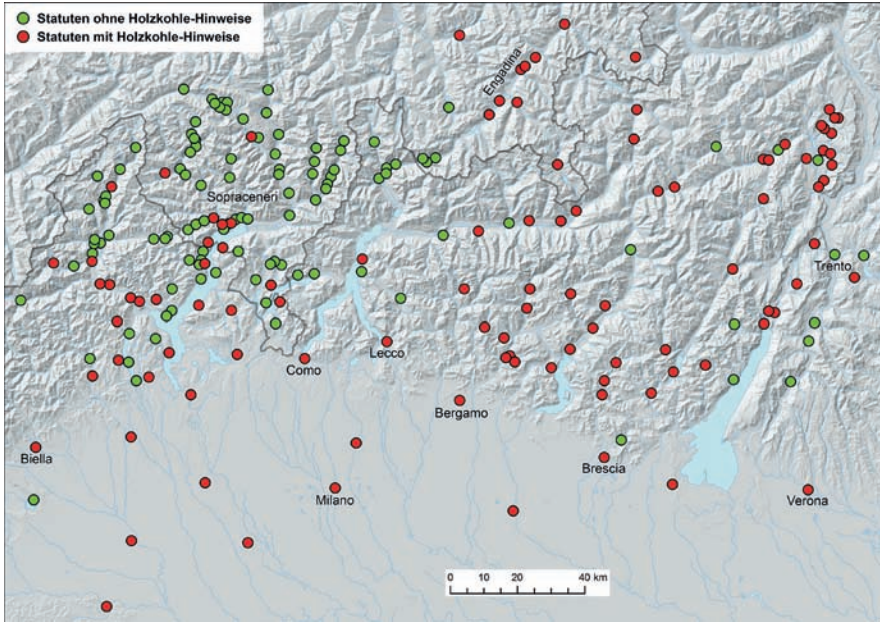 Statuten ohne Holzkohle-Hinweise
Statuten mit Holzkohle-Hinweise
Engadina
Sopraceneri
Trento
Como
Lecco
Bergamo
Biella
Brescia
Milano
Verona
0 10 20 40 km